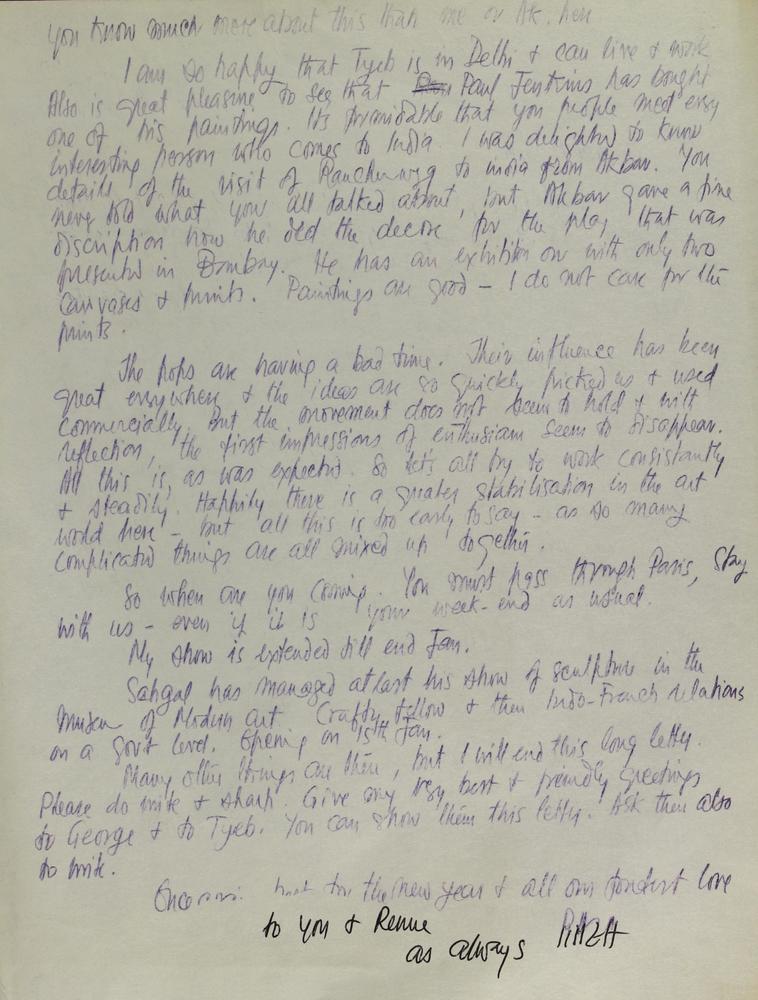 you know much more about this than me or Ak. here
I am so happy that Tyeb is in Delhi & can live & work
Also is great pleasure to see that Paul Jenkins has bought
one of his paintings. Its formidable that you people meet every
interesting person who comes to India. I was delighted to know
details of the visit of Rauchenberg to india from Akbar. You
never told what you all talked about, but Akbar gave a fine
discription how he did the decore for the play that was
presented in Bombay. He has an exhibition on with only two
canvases & prints. Paintings are good – I do not care for the
prints.
The pops are having a bad time. Their influence has been
great everywhere & the ideas are so quickly picked up & used
commercially. But the movement does not seem to hold & with
reflection, the first impressions of enthusiasm seem to disappear.
All this is, as was expected. So let's all try to work consistantly
& steadily. Happily there is a greater stabilisation in the art
world here – but all this is too early to say – as so many
complicated things are all mixed up together.
So when are you coming. You must pass through Paris, stay
with us – even if it is your week-end as usual.
My show is extended till end Jan.
Sehgal has managed at last his show of sculpture in the
Museum of Modern art. Crafty fellow & then Indo-French relations
on a govt level. Opening on 15th Jan.
Many other things are there, but I will end this long letter.
Please do write & sharp. Give my very best & friendly greetings
to George & to Tyeb. You can show them this letter. Ask them also
to write.
Once more best for the new year & all our fondest love
to you & Renu
as always RAZA